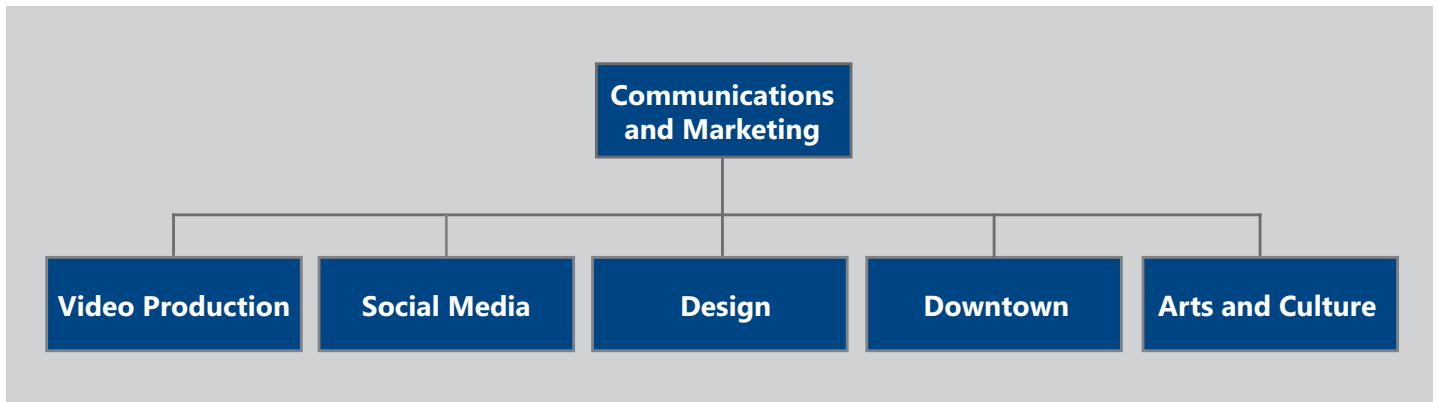 Communications
and Marketing
Video Production
Social Media
Design
Downtown
Arts and Culture